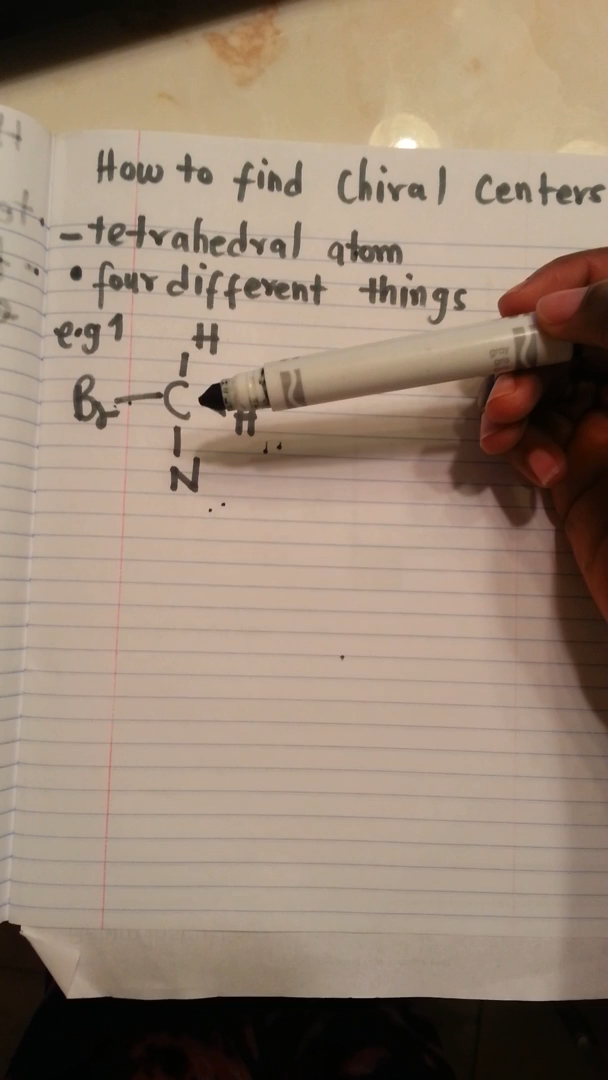 How to find Chiral Centers
- tetrahedral atom
• four different things
e.g 1
H
Br — C
H
N